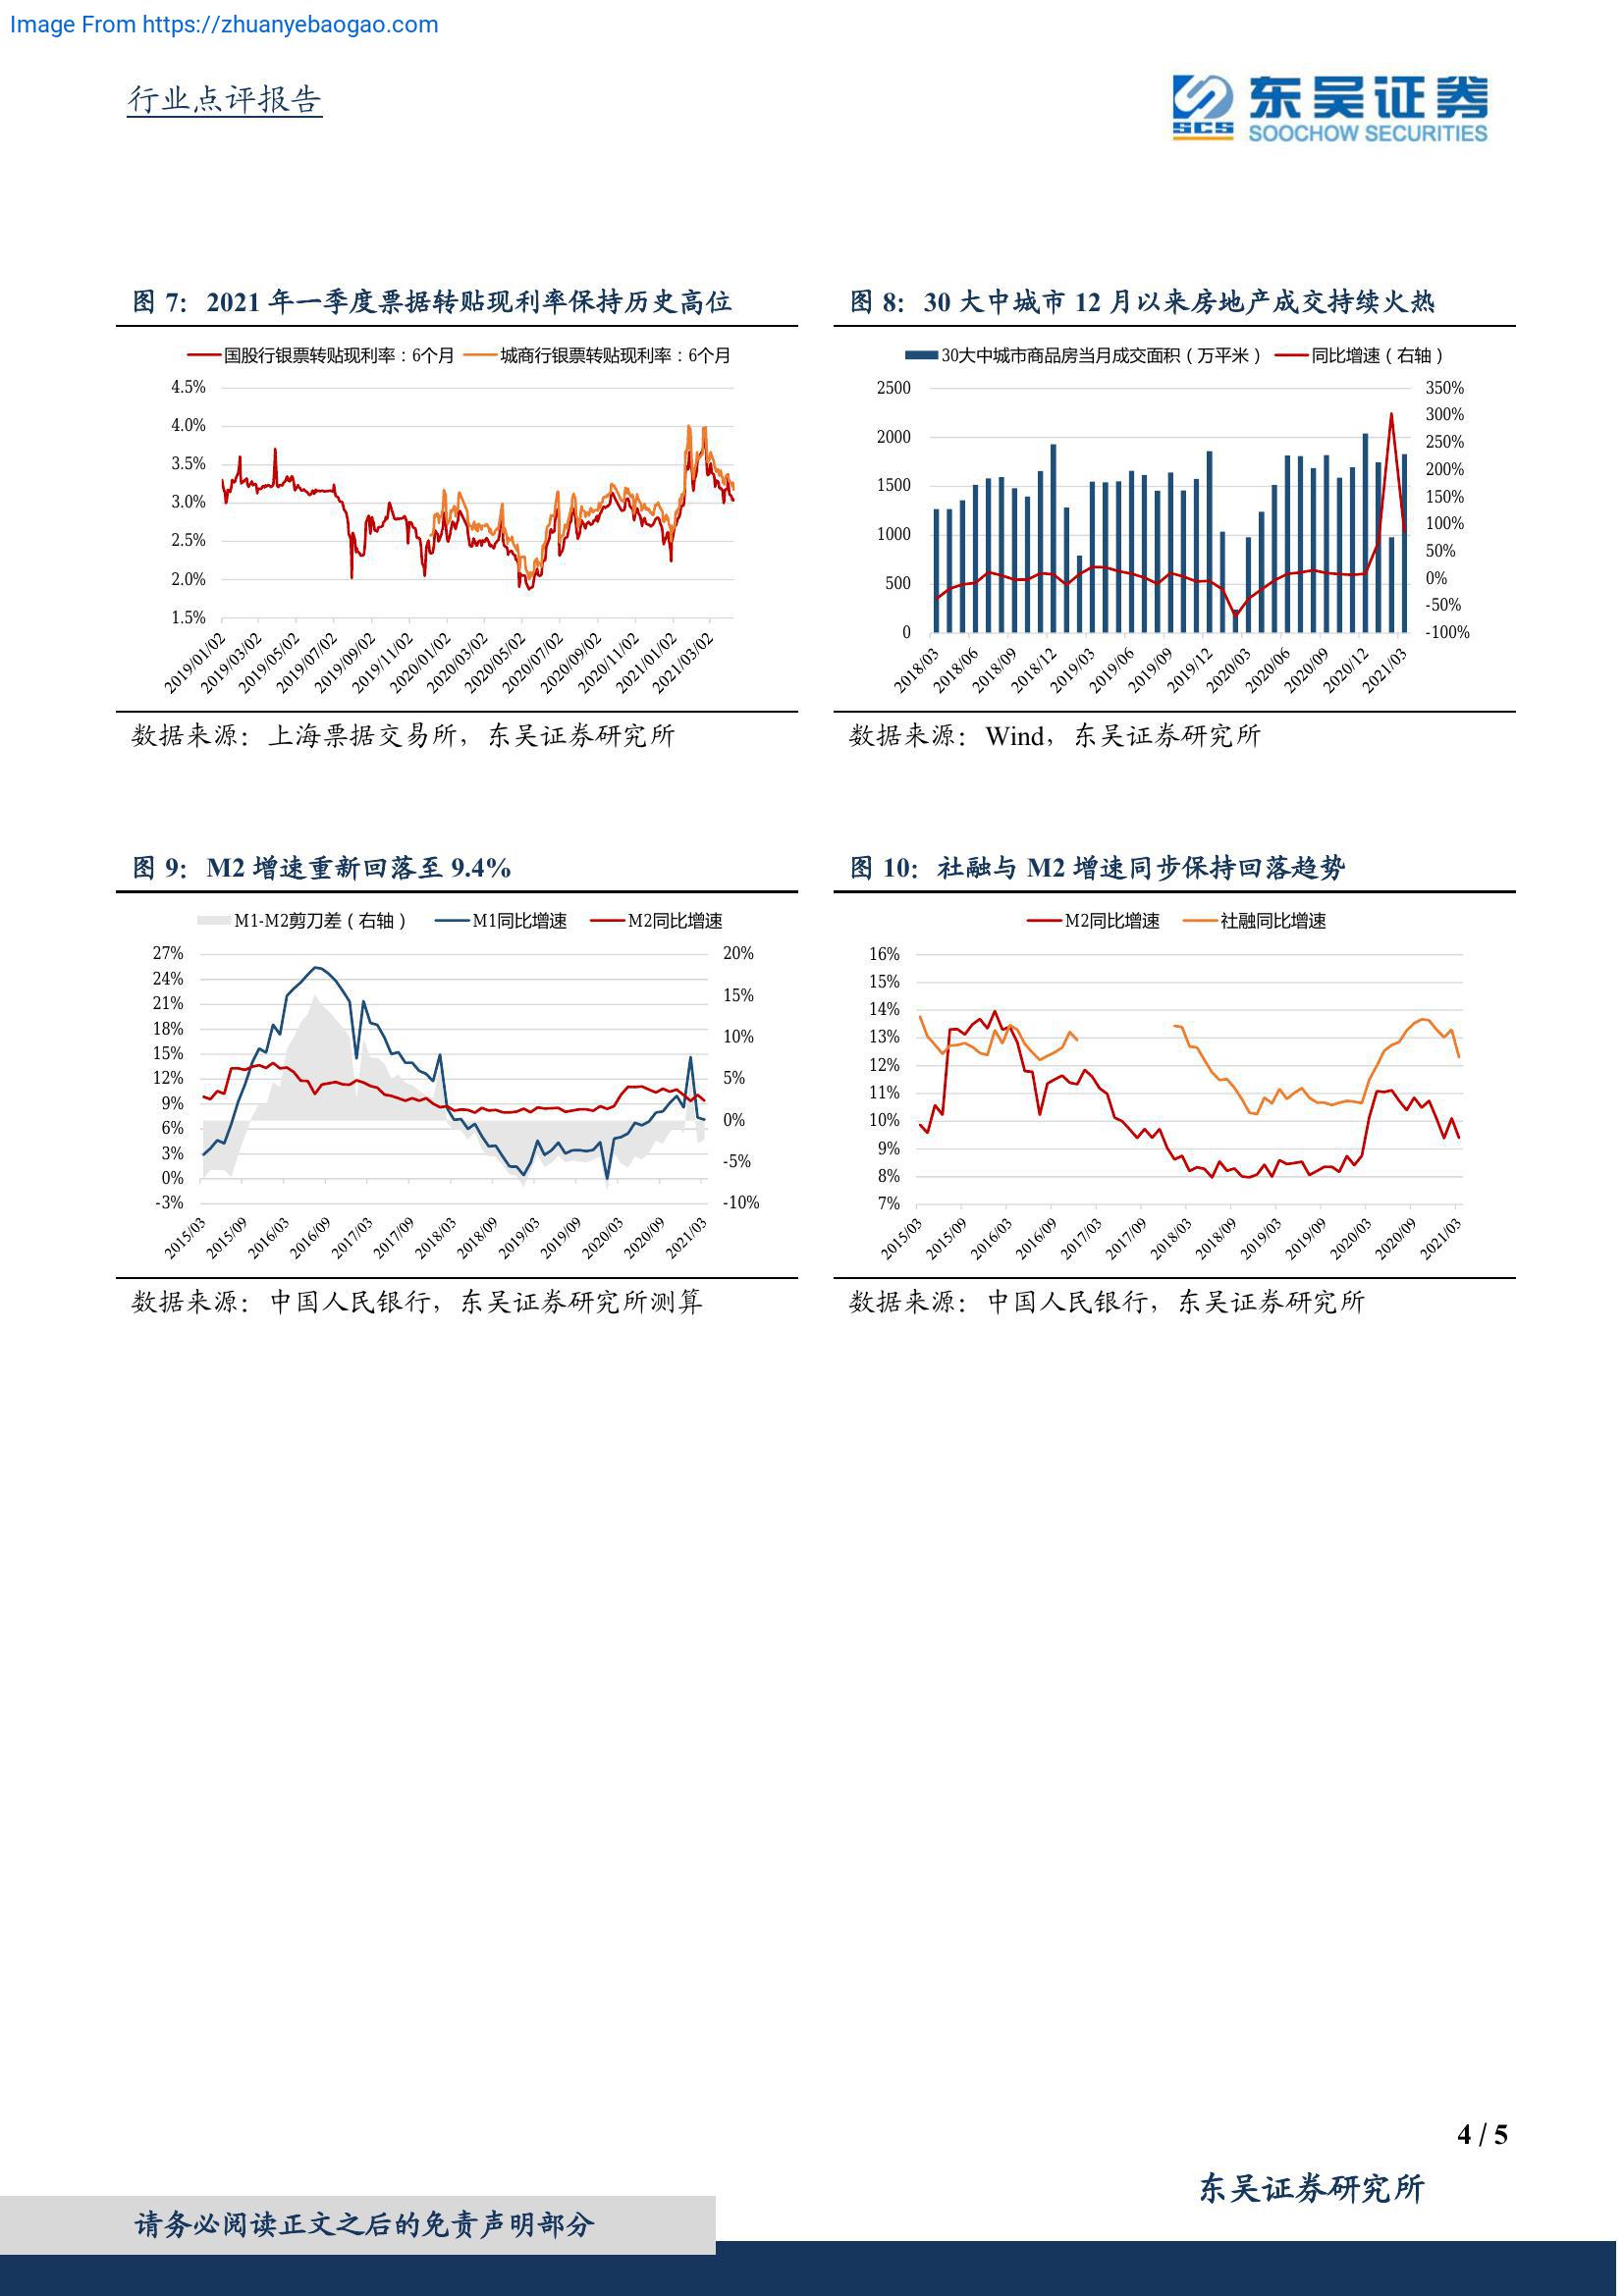 Image From https://zhuanyebaogao.com
行业点评报告
SCS
东吴证券
SOOCHOW SECURITIES
图 7：2021 年一季度票据转贴现利率保持历史高位
国股行银票转贴现利率：6个月 城商行银票转贴现利率：6个月
4.5%
4.0%
3.5%
3.0%
2.5%
2.0%
1.5%
2019/01/02 2019/03/02 2019/05/02 2019/07/02 2019/09/02 2019/11/02 2020/01/02 2020/03/02 2020/05/02 2020/07/02 2020/09/02 2020/11/02 2021/01/02 2021/03/02
数据来源：上海票据交易所，东吴证券研究所
图 8：30 大中城市 12 月以来房地产成交持续火热
30大中城市商品房当月成交面积（万平米） 同比增速（右轴）
2500
2000
1500
1000
500
0
350%
300%
250%
200%
150%
100%
50%
0%
-50%
-100%
2018/03 2018/06 2018/09 2018/12 2019/03 2019/06 2019/09 2019/12 2020/03 2020/06 2020/09 2020/12 2021/03
数据来源：Wind，东吴证券研究所
图 9：M2 增速重新回落至 9.4%
M1-M2剪刀差（右轴） M1同比增速 M2同比增速
27%
24%
21%
18%
15%
12%
9%
6%
3%
0%
-3%
20%
15%
10%
5%
0%
-5%
-10%
2015/03 2015/09 2016/03 2016/09 2017/03 2017/09 2018/03 2018/09 2019/03 2019/09 2020/03 2020/09 2021/03
数据来源：中国人民银行，东吴证券研究所测算
图 10：社融与 M2 增速同步保持回落趋势
M2同比增速 社融同比增速
16%
15%
14%
13%
12%
11%
10%
9%
8%
7%
2015/03 2015/09 2016/03 2016/09 2017/03 2017/09 2018/03 2018/09 2019/03 2019/09 2020/03 2020/09 2021/03
数据来源：中国人民银行，东吴证券研究所
4 / 5
东吴证券研究所
请务必阅读正文之后的免责声明部分